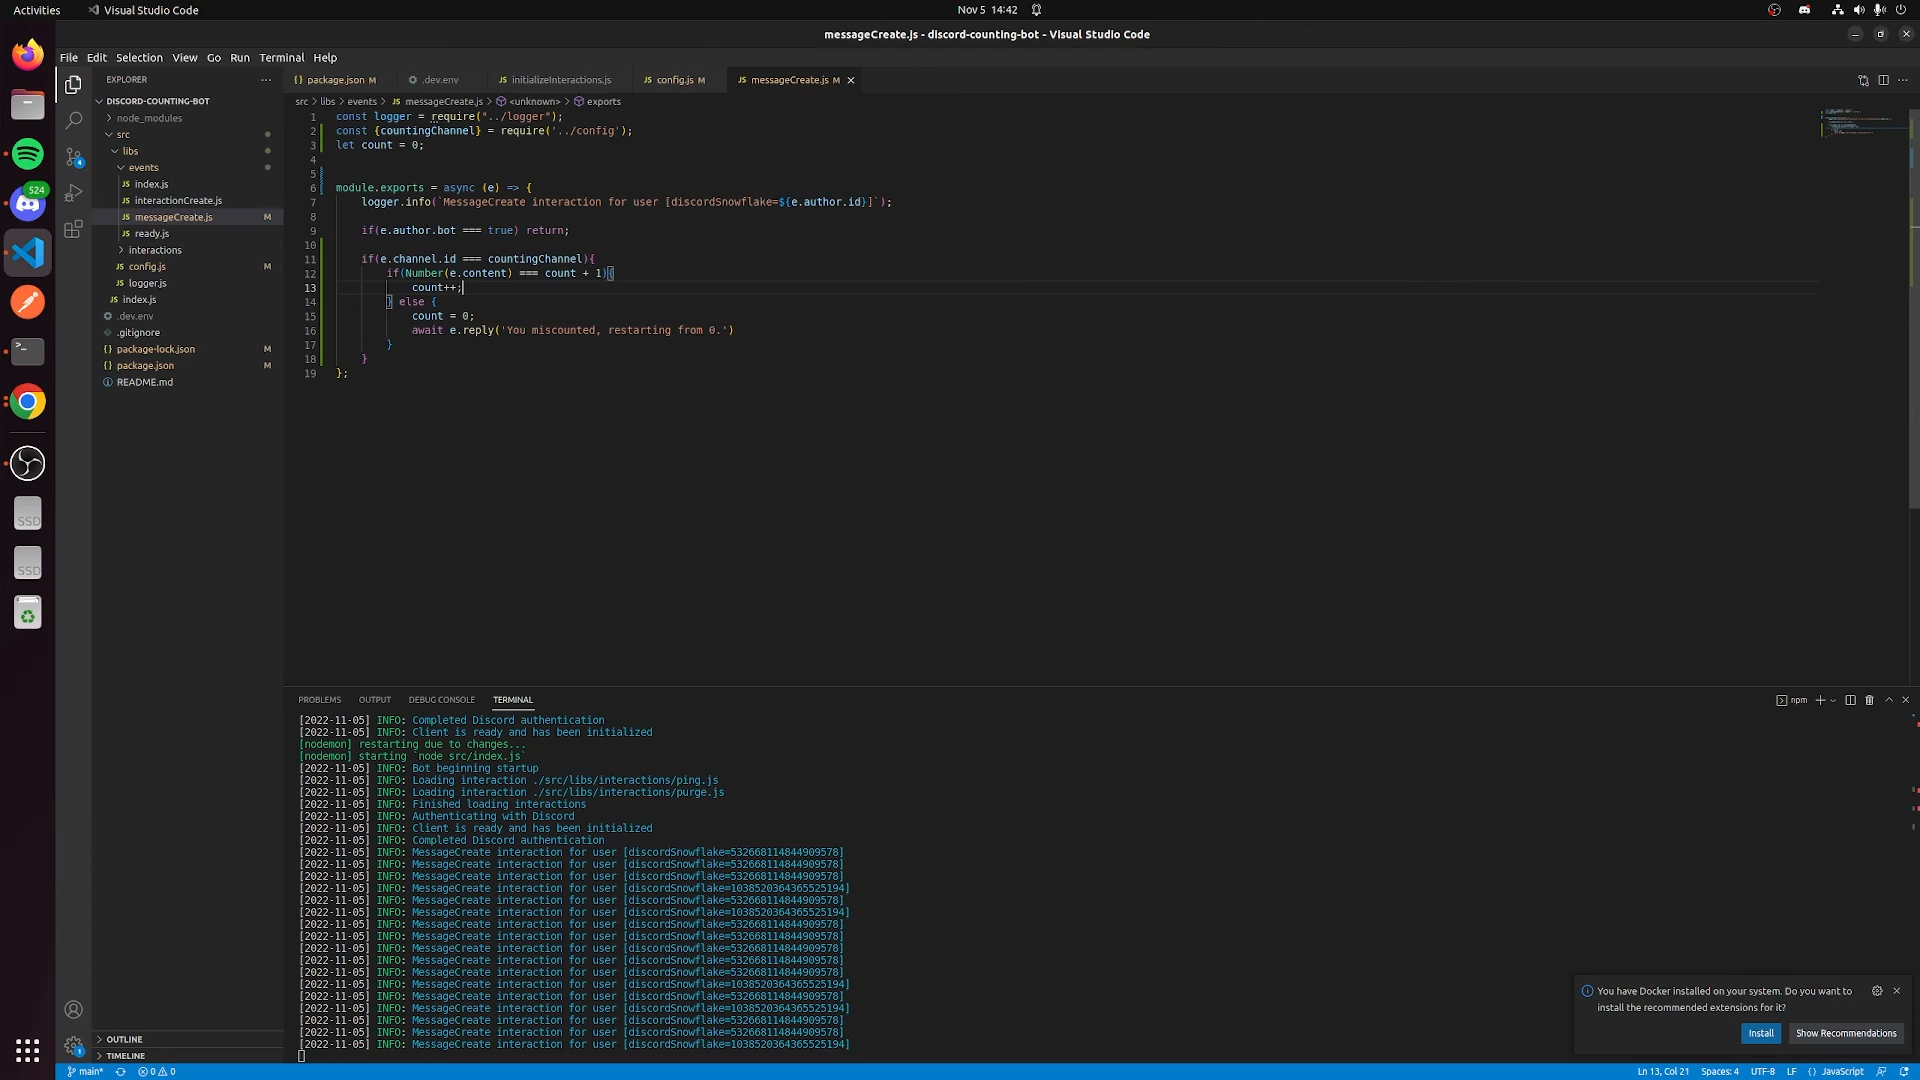 Activities
Visual Studio Code
Nov 5 14:42
messageCreate.js - discord-counting-bot - Visual Studio Code
File Edit Selection View Go Run Terminal Help
EXPLORER
package.json M
.dev.env
initializeInteractions.js
config.js M
messageCreate.js M
DISCORD-COUNTING-BOT
node_modules
src
libs
events
index.js
interactionCreate.js
messageCreate.js M
ready.js
interactions
config.js M
logger.js
index.js
.dev.env
.gitignore
package-lock.json M
package.json M
README.md
OUTLINE
TIMELINE
524
4
1
SSD
SSD
src > libs > events > JS messageCreate.js > <unknown> > exports
1 const logger = require("../logger");
2 const {countingChannel} = require('../config');
3 let count = 0;
4
5
6 module.exports = async (e) => {
7 logger.info(`MessageCreate interaction for user [discordSnowflake=${e.author.id}]`);
8
9 if(e.author.bot === true) return;
10
11 if(e.channel.id === countingChannel){
12 if(Number(e.content) === count + 1){
13 count++;
14 } else {
15 count = 0;
16 await e.reply('You miscounted, restarting from 0.')
17 }
18 }
19 };
PROBLEMS OUTPUT DEBUG CONSOLE TERMINAL
npm
[2022-11-05] INFO: Completed Discord authentication
[2022-11-05] INFO: Client is ready and has been initialized
[nodemon] restarting due to changes...
[nodemon] starting `node src/index.js`
[2022-11-05] INFO: Bot beginning startup
[2022-11-05] INFO: Loading interaction ./src/libs/interactions/ping.js
[2022-11-05] INFO: Loading interaction ./src/libs/interactions/purge.js
[2022-11-05] INFO: Finished loading interactions
[2022-11-05] INFO: Authenticating with Discord
[2022-11-05] INFO: Client is ready and has been initialized
[2022-11-05] INFO: Completed Discord authentication
[2022-11-05] INFO: MessageCreate interaction for user [discordSnowflake=532668114844909578]
[2022-11-05] INFO: MessageCreate interaction for user [discordSnowflake=532668114844909578]
[2022-11-05] INFO: MessageCreate interaction for user [discordSnowflake=532668114844909578]
[2022-11-05] INFO: MessageCreate interaction for user [discordSnowflake=1038520364365525194]
[2022-11-05] INFO: MessageCreate interaction for user [discordSnowflake=532668114844909578]
[2022-11-05] INFO: MessageCreate interaction for user [discordSnowflake=1038520364365525194]
[2022-11-05] INFO: MessageCreate interaction for user [discordSnowflake=532668114844909578]
[2022-11-05] INFO: MessageCreate interaction for user [discordSnowflake=532668114844909578]
[2022-11-05] INFO: MessageCreate interaction for user [discordSnowflake=532668114844909578]
[2022-11-05] INFO: MessageCreate interaction for user [discordSnowflake=532668114844909578]
[2022-11-05] INFO: MessageCreate interaction for user [discordSnowflake=532668114844909578]
[2022-11-05] INFO: MessageCreate interaction for user [discordSnowflake=1038520364365525194]
[2022-11-05] INFO: MessageCreate interaction for user [discordSnowflake=532668114844909578]
[2022-11-05] INFO: MessageCreate interaction for user [discordSnowflake=1038520364365525194]
[2022-11-05] INFO: MessageCreate interaction for user [discordSnowflake=532668114844909578]
[2022-11-05] INFO: MessageCreate interaction for user [discordSnowflake=532668114844909578]
[2022-11-05] INFO: MessageCreate interaction for user [discordSnowflake=1038520364365525194]
You have Docker installed on your system. Do you want to
install the recommended extensions for it?
Install
Show Recommendations
main* 0 0
Ln 13, Col 21 Spaces: 4 UTF-8 LF {} JavaScript